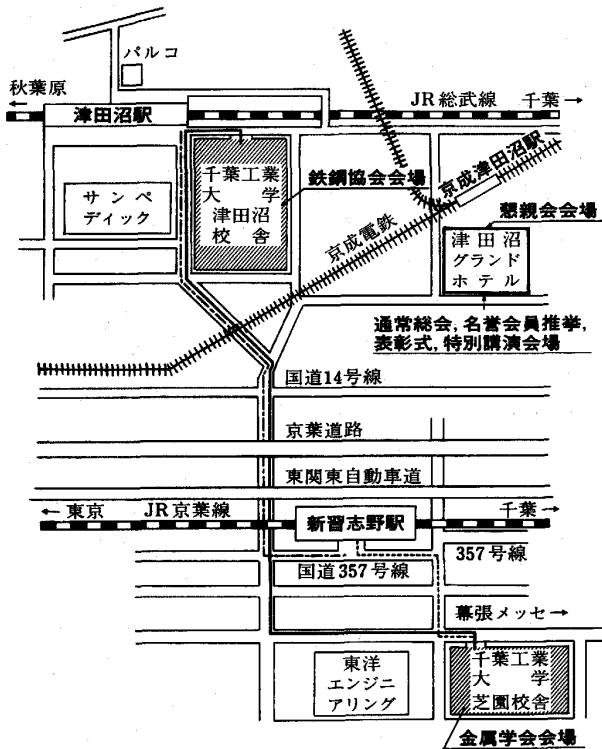 パルコ
秋葉原
←
津田沼駅
JR総武線
千葉→
千葉工業
大学
津田沼
校舎
鉄鋼協会会場
サンペ
ディック
京成津田沼駅
京成電鉄
懇親会会場
津田沼
グランド
ホテル
通常総会,名誉会員推挙,
表彰式,特別講演会場
国道14号線
京葉道路
東関東自動車道
←東京
JR京葉線
新習志野駅
千葉→
国道357号線
357号線
幕張メッセ→
東洋
エンジニ
アリング
千葉工業
大学
芝園校舎
金属学会会場